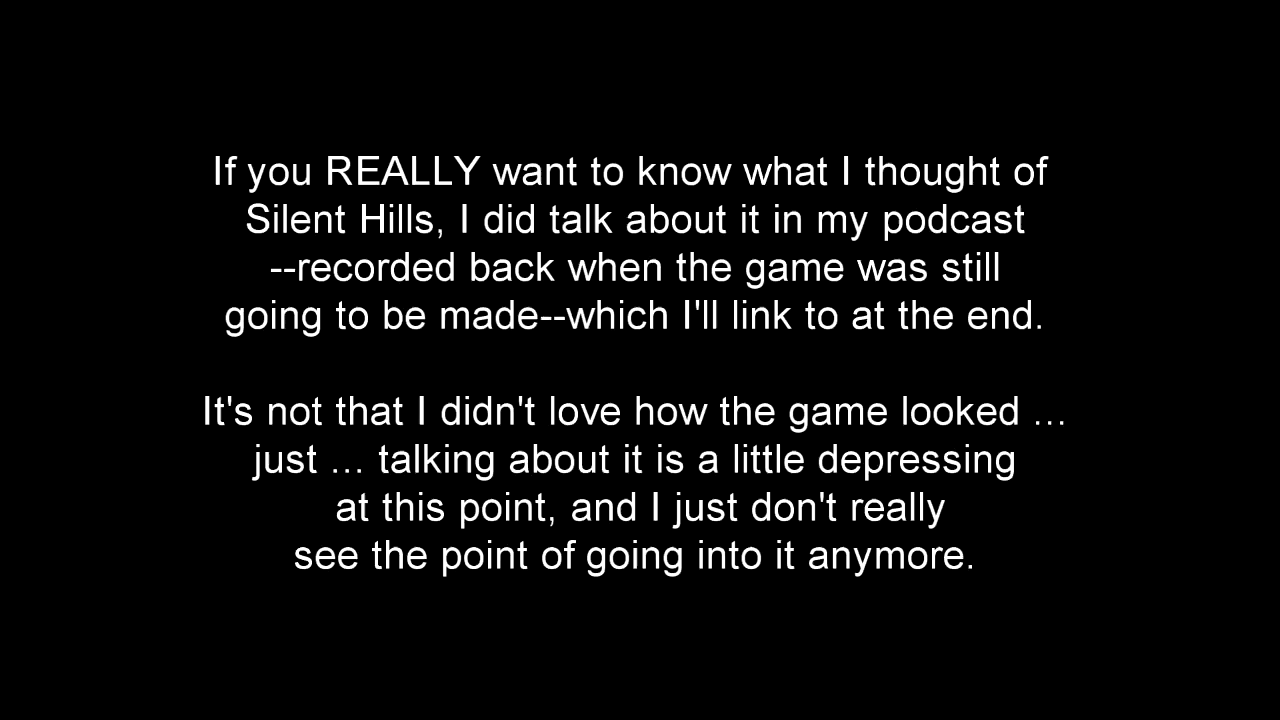 If you REALLY want to know what I thought of
Silent Hills, I did talk about it in my podcast
--recorded back when the game was still
going to be made--which I'll link to at the end.
It's not that I didn't love how the game looked ...
just ... talking about it is a little depressing
at this point, and I just don't really
see the point of going into it anymore.